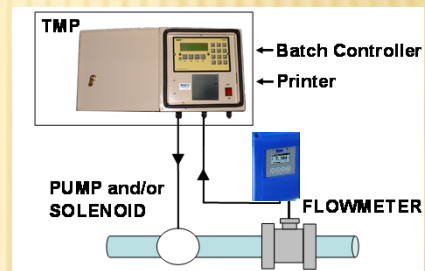 TMP
Batch Controller
Printer
PUMP and/or
SOLENOID
FLOWMETER